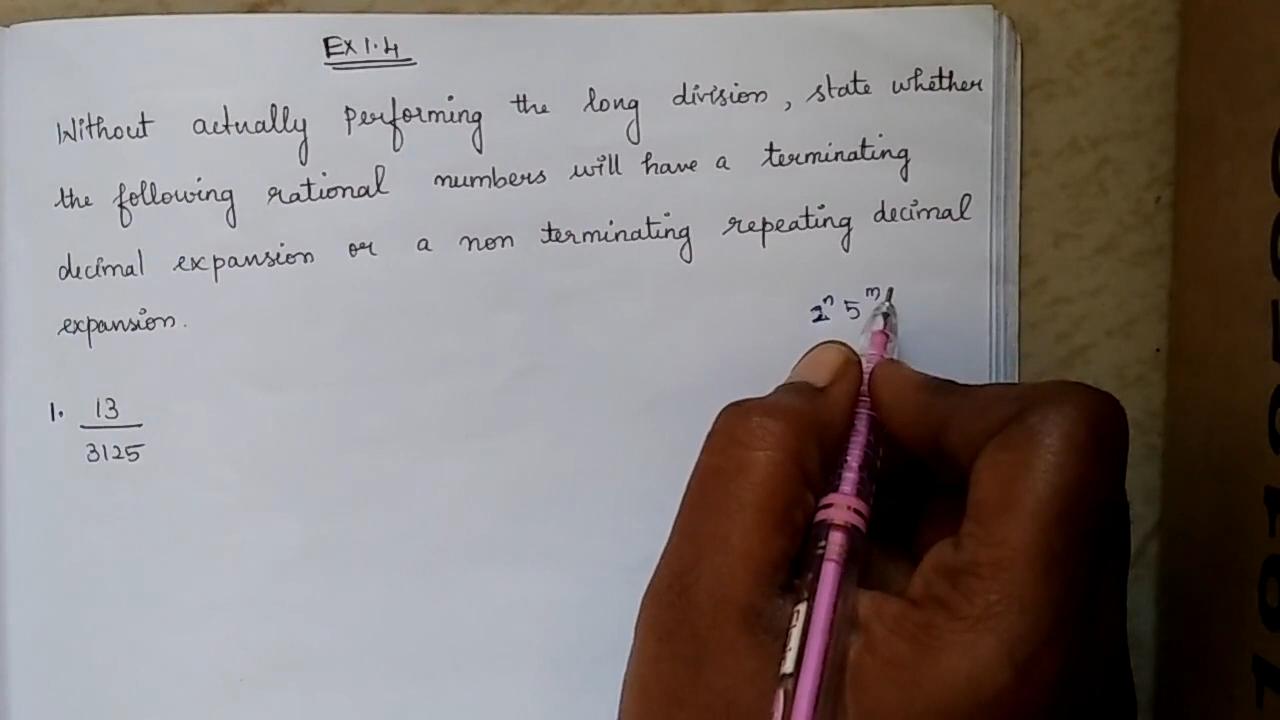 Ex 1.4
Without actually performing the long division, state whether
the following rational numbers will have a terminating
decimal expansion or a non terminating repeating decimal
expansion.
2ⁿ 5ᵐ
1. 13
3125